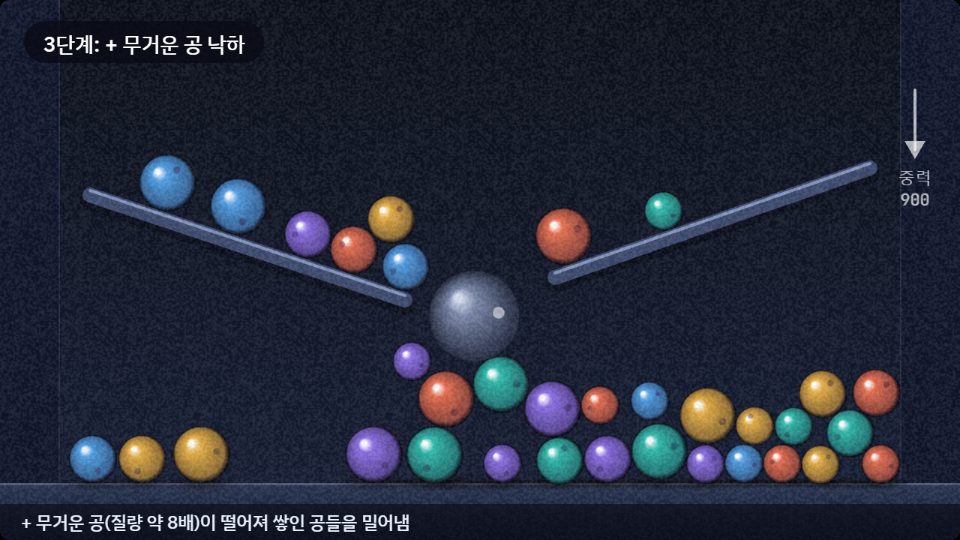 3단계: + 무거운 공 낙하
중력
900
+ 무거운 공(질량 약 8배)이 떨어져 쌓인 공들을 밀어냄